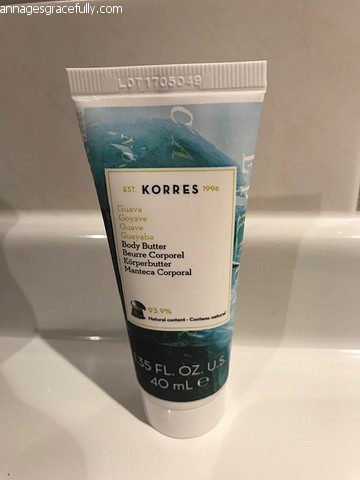 annagesgracefully.com
LOT1705049
EST. KORRES 1996
Guava
Goyave
Guave
Guayaba
Body Butter
Beurre Corporel
Körperbutter
Manteca Corporal
93.9%
Natural content · Contenu naturel
1.35 FL. OZ. U.S.
40 mL ℮